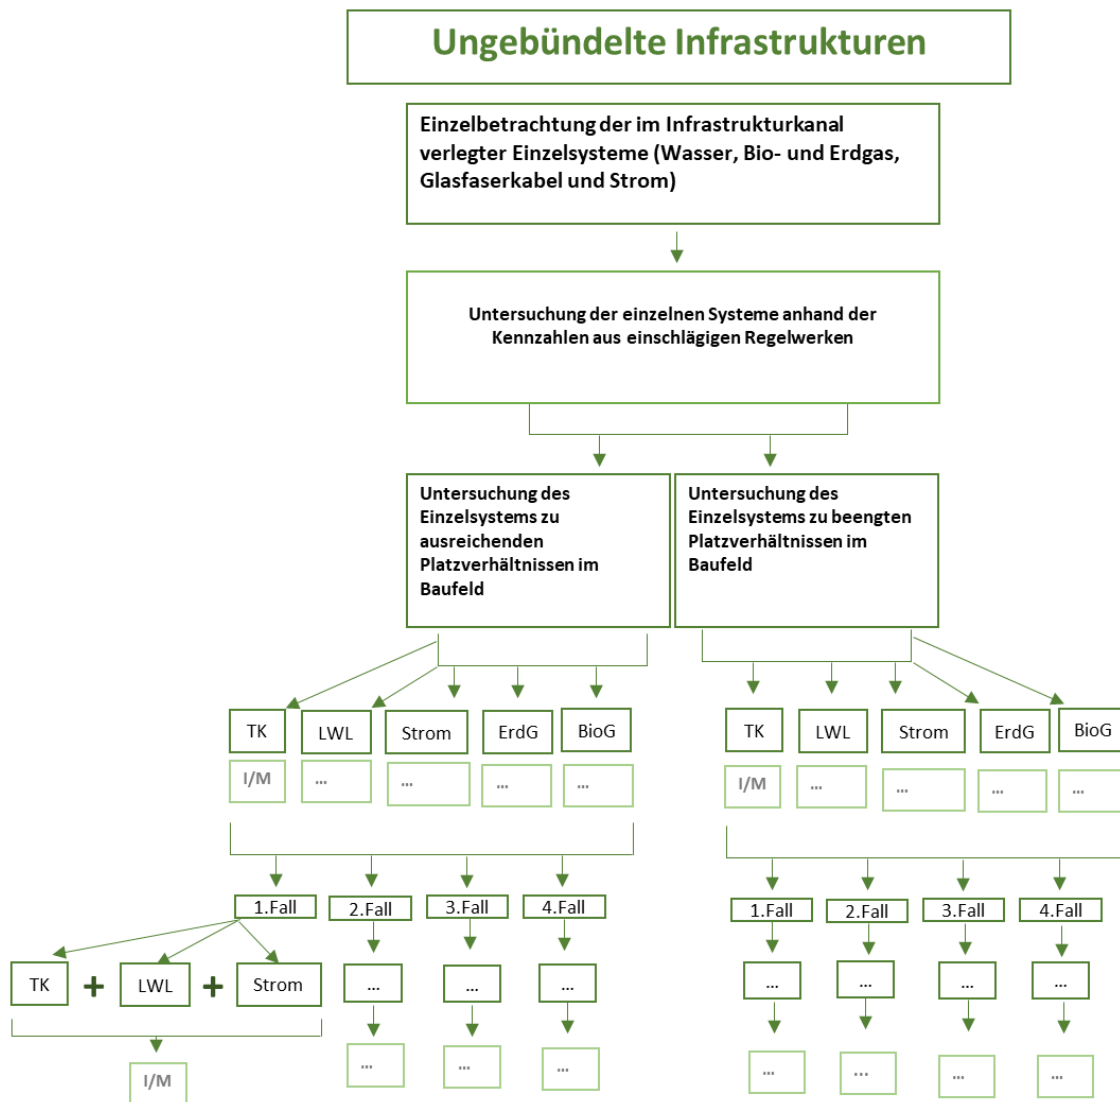 Ungebündelte Infrastrukturen
Einzelbetrachtung der im Infrastrukturkanal
verlegter Einzelsysteme (Wasser, Bio- und Erdgas,
Glasfaserkabel und Strom)
Untersuchung der einzelnen Systeme anhand der
Kennzahlen aus einschlägigen Regelwerken
Untersuchung des
Einzelsystems zu
ausreichenden
Platzverhältnissen im
Baufeld
Untersuchung des
Einzelsystems zu beengten
Platzverhältnissen im
Baufeld
TK LWL Strom ErdG BioG
TK LWL Strom ErdG BioG
I/M ... ... ... ...
I/M ... ... ... ...
1.Fall 2.Fall 3.Fall 4.Fall
1.Fall 2.Fall 3.Fall 4.Fall
TK + LWL + Strom ... ... ...
... ... ... ...
I/M ... ... ...
... ... ... ...